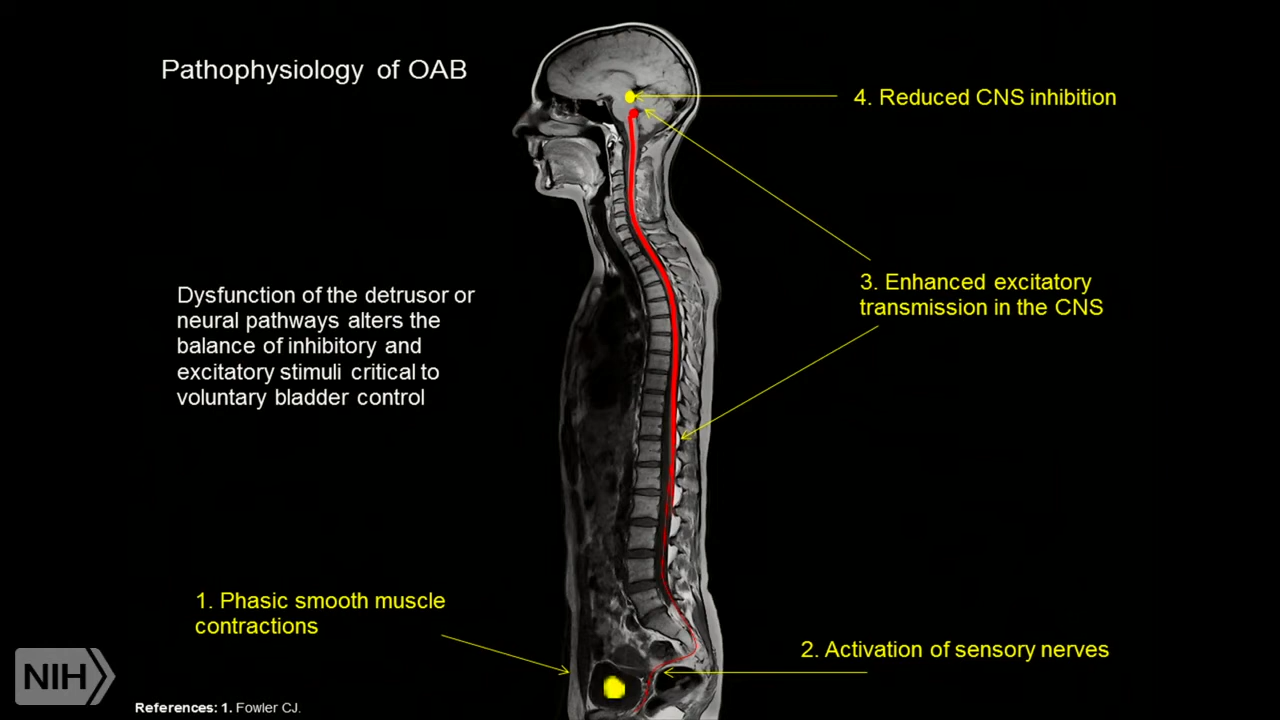 Pathophysiology of OAB
4. Reduced CNS inhibition
3. Enhanced excitatory
transmission in the CNS
Dysfunction of the detrusor or
neural pathways alters the
balance of inhibitory and
excitatory stimuli critical to
voluntary bladder control
1. Phasic smooth muscle
contractions
2. Activation of sensory nerves
NIH
References: 1. Fowler CJ.